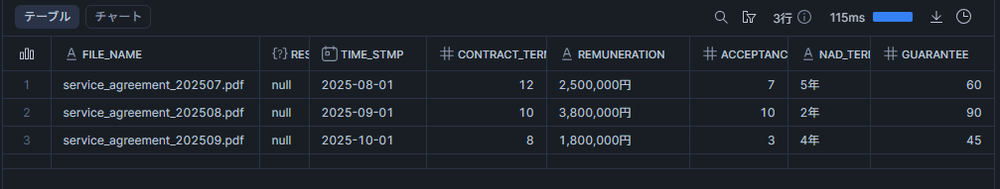 テーブル チャート 3行 115ms
FILE_NAME RES TIME_STMP CONTRACT_TERM REMUNERATION ACCEPTANC NAD_TERM GUARANTEE
1 service_agreement_202507.pdf null 2025-08-01 12 2,500,000円 7 5年 60
2 service_agreement_202508.pdf null 2025-09-01 10 3,800,000円 10 2年 90
3 service_agreement_202509.pdf null 2025-10-01 8 1,800,000円 3 4年 45